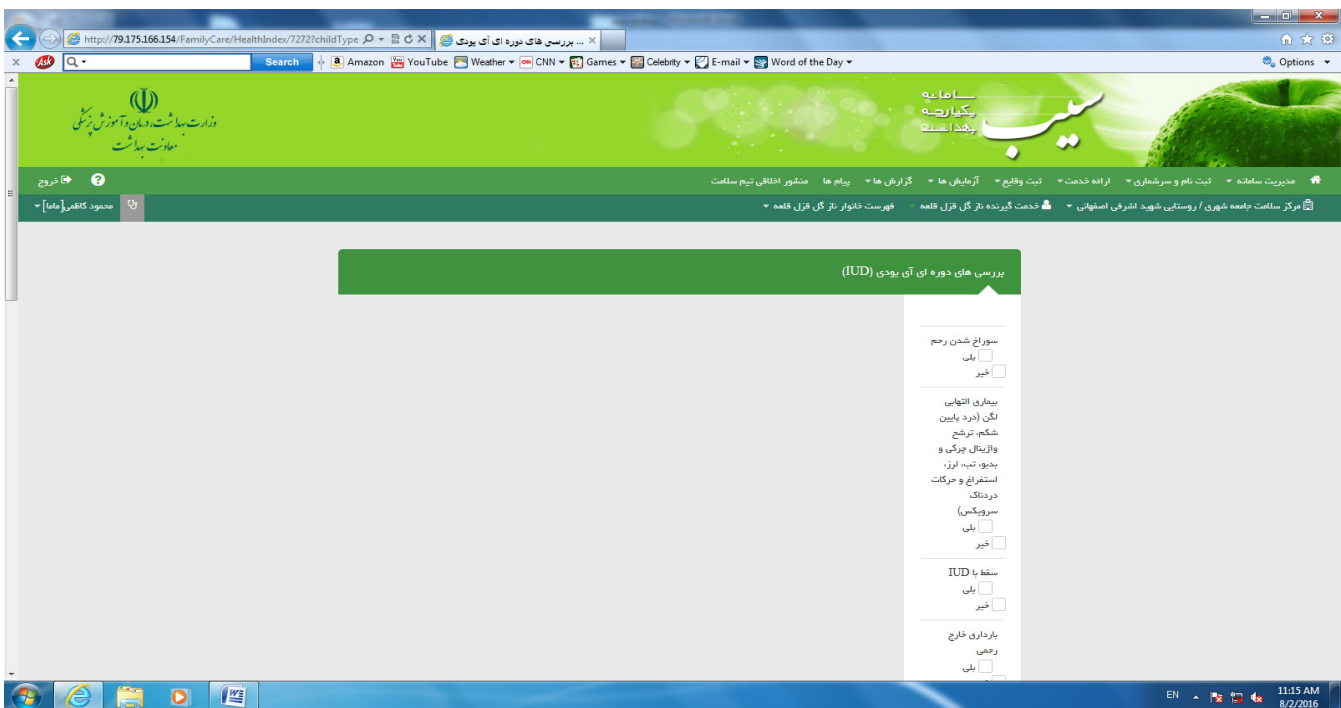 http://79.175.166.154/FamilyCare/HealthIndex/7272?childType
بررسی های دوره ای آی یودی ...
Ask
Search
Amazon YouTube Weather CNN Games Celebrity E-mail Word of the Day
Options
وزارت بهداشت، درمان و آموزش پزشکی
معاونت بهداشت
سامانه
یکپارچه
بهداشت
سیب
مدیریت سامانه ثبت نام و سرشماری ارائه خدمت ثبت وقایع آزمایش ها گزارش ها پیام ها منشور اخلاقی تیم سلامت
? خروج
مرکز سلامت جامعه شهری / روستایی شهید اشرفی اصفهانی خدمت گیرنده ناز گل قزل قلعه فهرست خانوار ناز گل قزل قلعه
محمود کاظمی[ماما]
بررسی های دوره ای آی یودی (IUD)
سوراخ شدن رحم
بلی
خیر
بیماری التهابی
لگن (درد پایین
شکم، ترشح
واژینال چرکی و
بدبو، تب، لرز،
استفراغ و حرکات
دردناک
سرویکس)
بلی
خیر
سقط با IUD
بلی
خیر
بارداری خارج
رحمی
بلی
EN
11:15 AM
8/2/2016